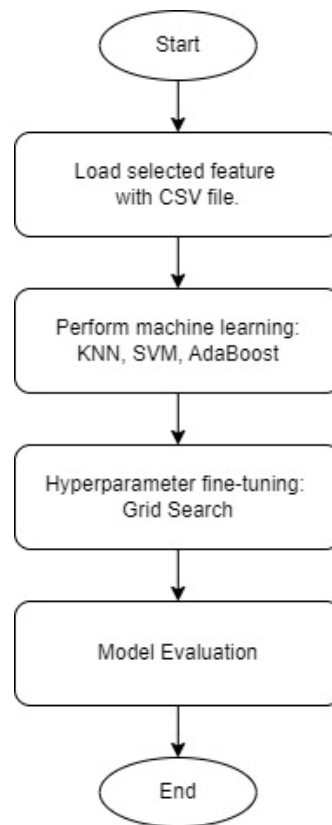 Start
Load selected feature
with CSV file.
Perform machine learning:
KNN, SVM, AdaBoost
Hyperparameter fine-tuning:
Grid Search
Model Evaluation
End